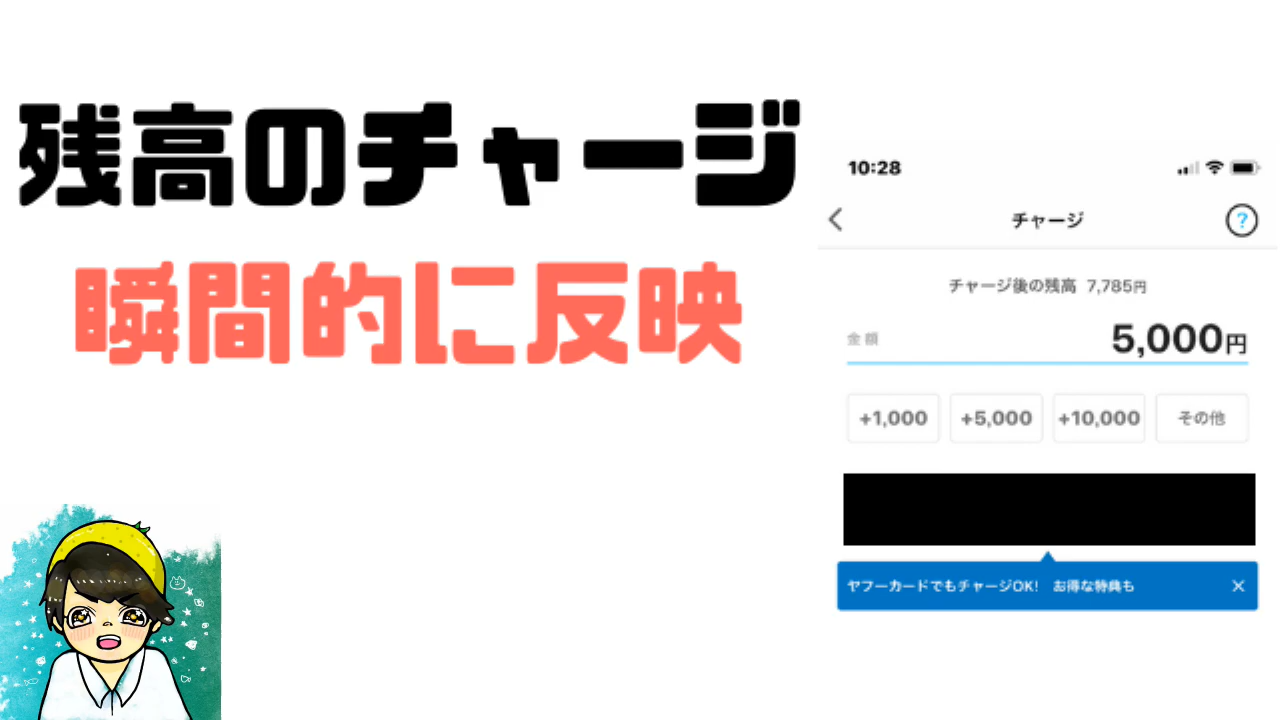 残高のチャージ
瞬間的に反映
10:28
チャージ
?
チャージ後の残高 7,785円
金額
5,000円
+1,000
+5,000
+10,000
その他
ヤフーカードでもチャージOK! お得な特典も